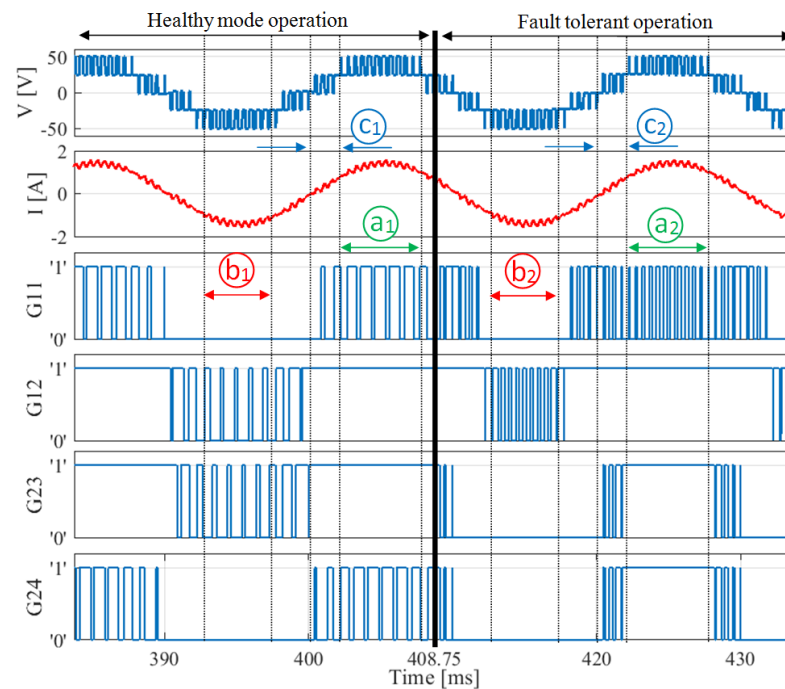 Healthy mode operation
Fault tolerant operation
V [V]
50
0
-50
c1
c2
I [A]
2
0
-2
a1
a2
G11
'1'
'0'
b1
b2
G12
'1'
'0'
G23
'1'
'0'
G24
'1'
'0'
390
400
408.75
420
430
Time [ms]